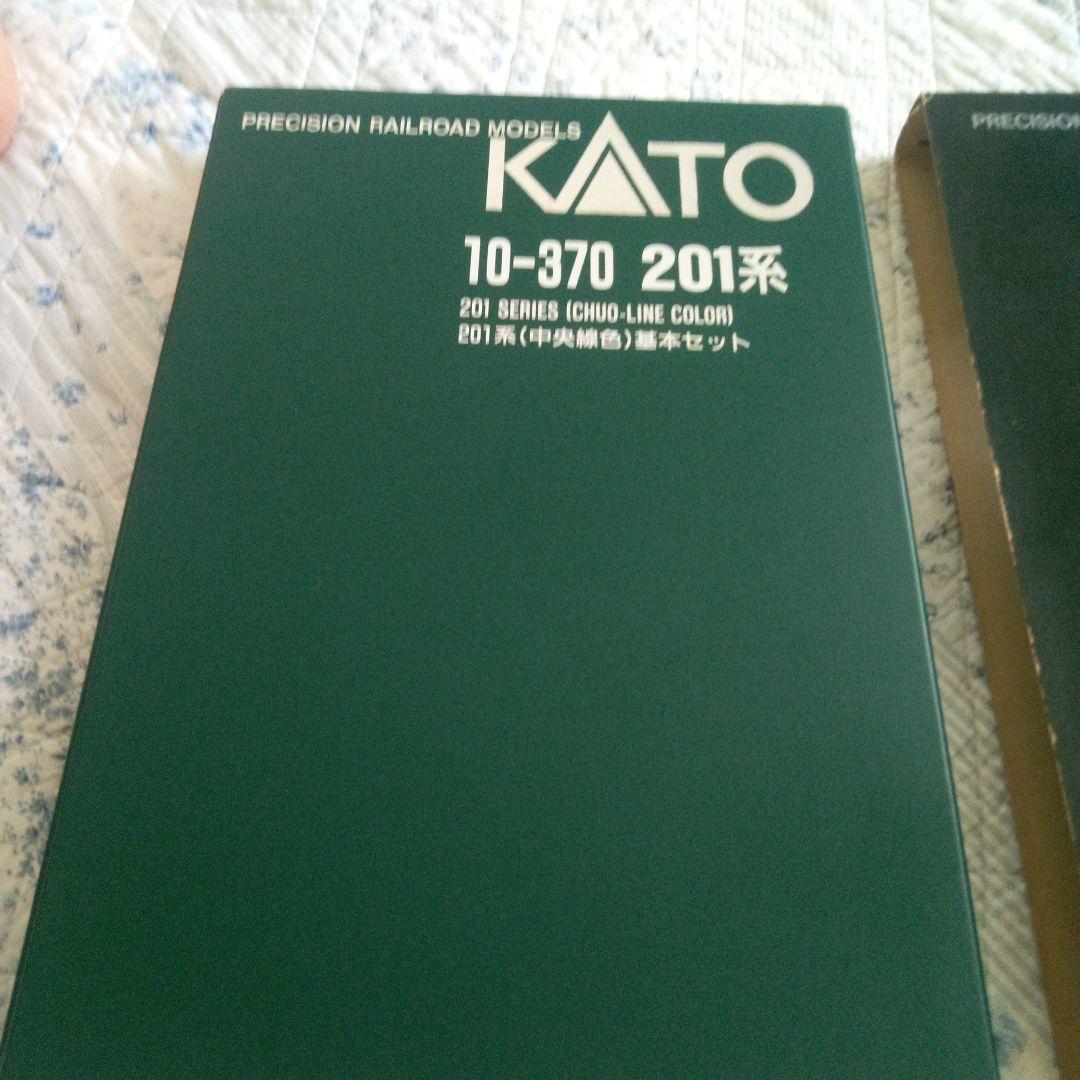 PRECISION RAILROAD MODELS
KATO
10-370 201系
201 SERIES (CHUO-LINE COLOR)
201系(中央線色)基本セット
PRECISION